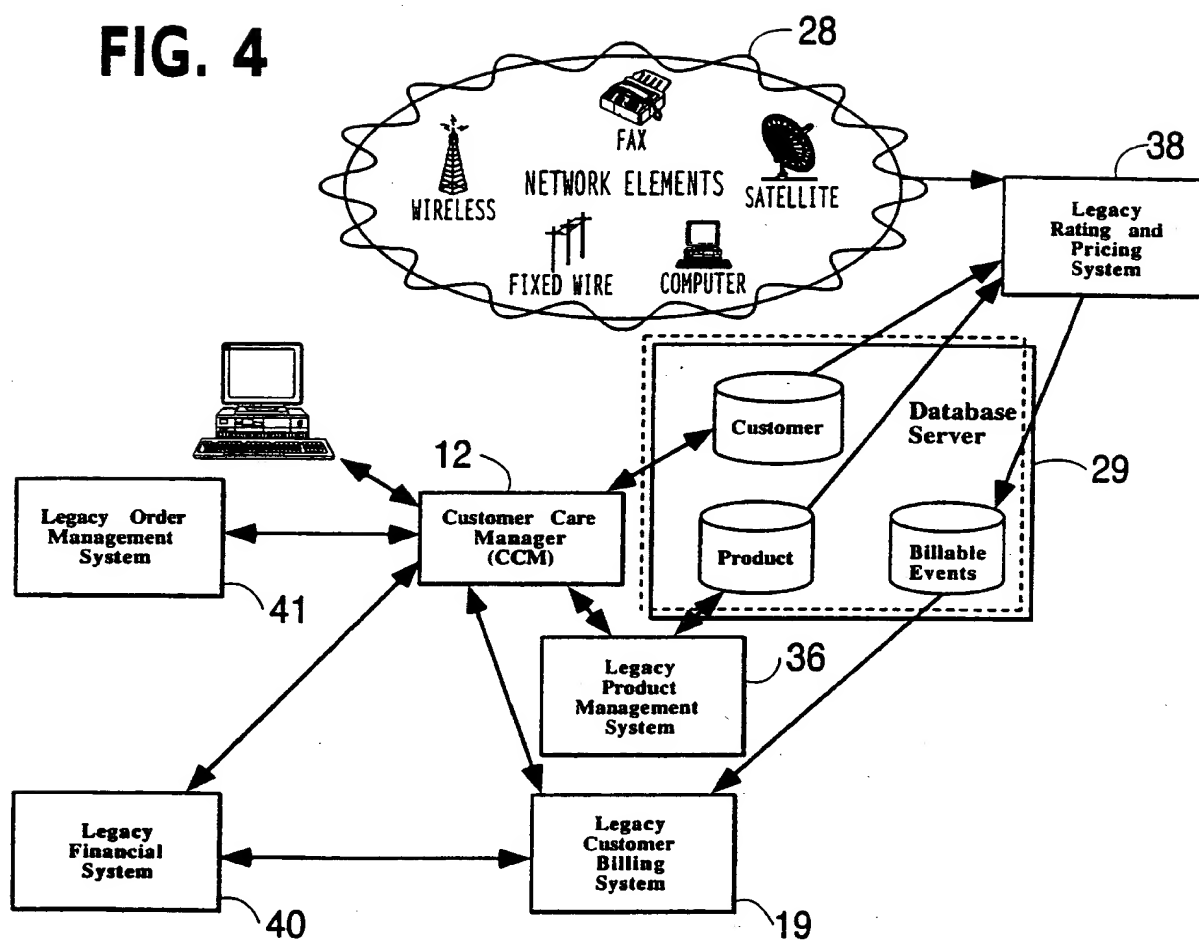 FIG. 4
28
FAX
WIRELESS
NETWORK ELEMENTS
SATELLITE
FIXED WIRE
COMPUTER
38
Legacy
Rating and
Pricing
System
Customer
Database
Server
29
Product
Billable
Events
12
Customer Care
Manager
(CCM)
Legacy Order
Management
System
41
Legacy
Product
Management
System
36
Legacy
Financial
System
40
Legacy
Customer
Billing
System
19